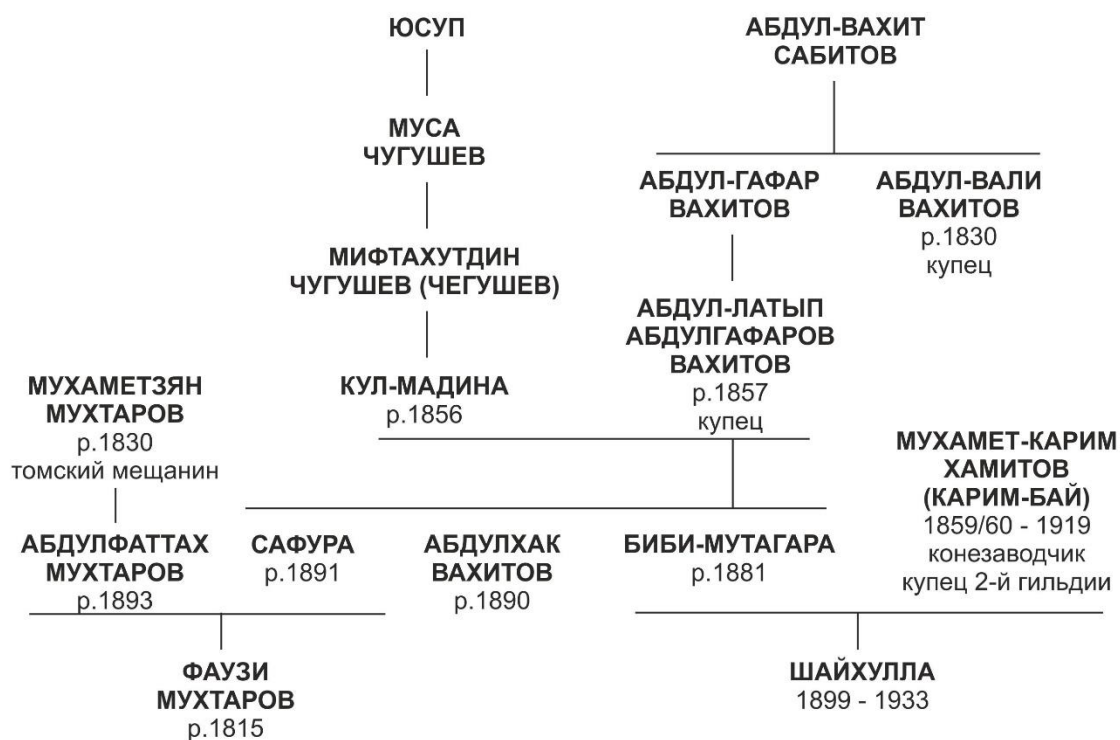 ЮСУП
АБДУЛ-ВАХИТ
САБИТОВ
МУСА
ЧУГУШЕВ
АБДУЛ-ГАФАР
ВАХИТОВ
АБДУЛ-ВАЛИ
ВАХИТОВ
р.1830
купец
МИФТАХУТДИН
ЧУГУШЕВ (ЧЕГУШЕВ)
АБДУЛ-ЛАТЫП
АБДУЛГАФАРОВ
ВАХИТОВ
р.1857
купец
МУХАМЕТЗЯН
МУХТАРОВ
р.1830
томский мещанин
КУЛ-МАДИНА
р.1856
МУХАМЕТ-КАРИМ
ХАМИТОВ
(КАРИМ-БАЙ)
1859/60 - 1919
конезаводчик
купец 2-й гильдии
АБДУЛФАТТАХ
МУХТАРОВ
р.1893
САФУРА
р.1891
АБДУЛХАК
ВАХИТОВ
р.1890
БИБИ-МУТАГАРА
р.1881
ФАУЗИ
МУХТАРОВ
р.1815
ШАЙХУЛЛА
1899 - 1933